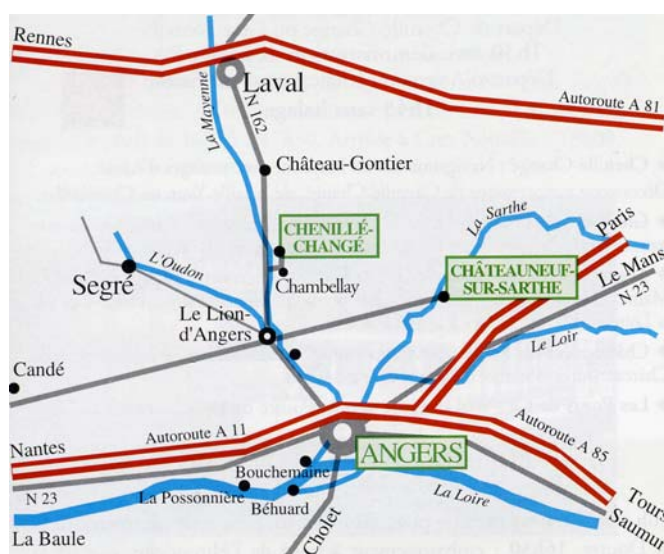 Rennes
Laval
La Mayenne
N 162
Autoroute A 81
Château-Gontier
La Sarthe
Paris
CHENILLÉ-
CHANGÉ
L'Oudon
Segré
Chambellay
CHÂTEAUNEUF-
SUR-SARTHE
Le Mans
N 23
Le Lion-
d'Angers
Le Loir
Candé
Nantes
Autoroute A 11
ANGERS
Autoroute A 85
N 23
Bouchemaine
La Possonnière
Béhuard
La Loire
Tours
Saumur
La Baule
Cholet